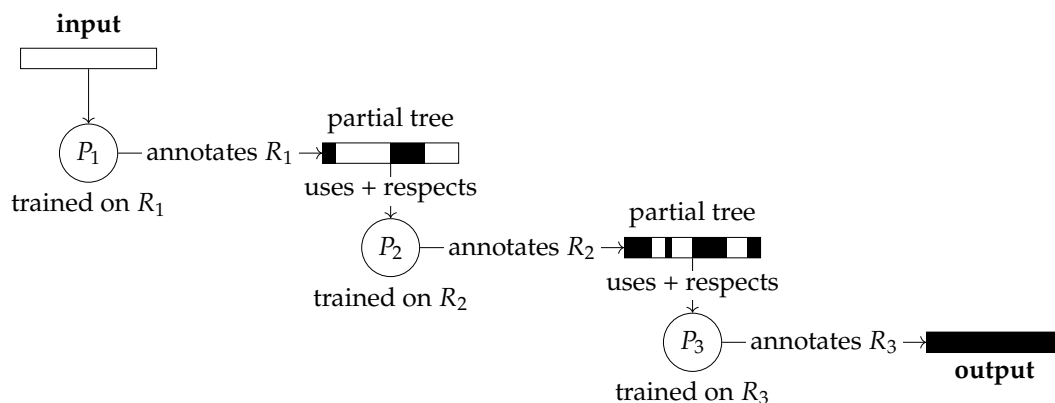 input
P₁ annotates R₁
trained on R₁
partial tree
uses + respects
P₂ annotates R₂
trained on R₂
partial tree
uses + respects
P₃ annotates R₃
trained on R₃
output